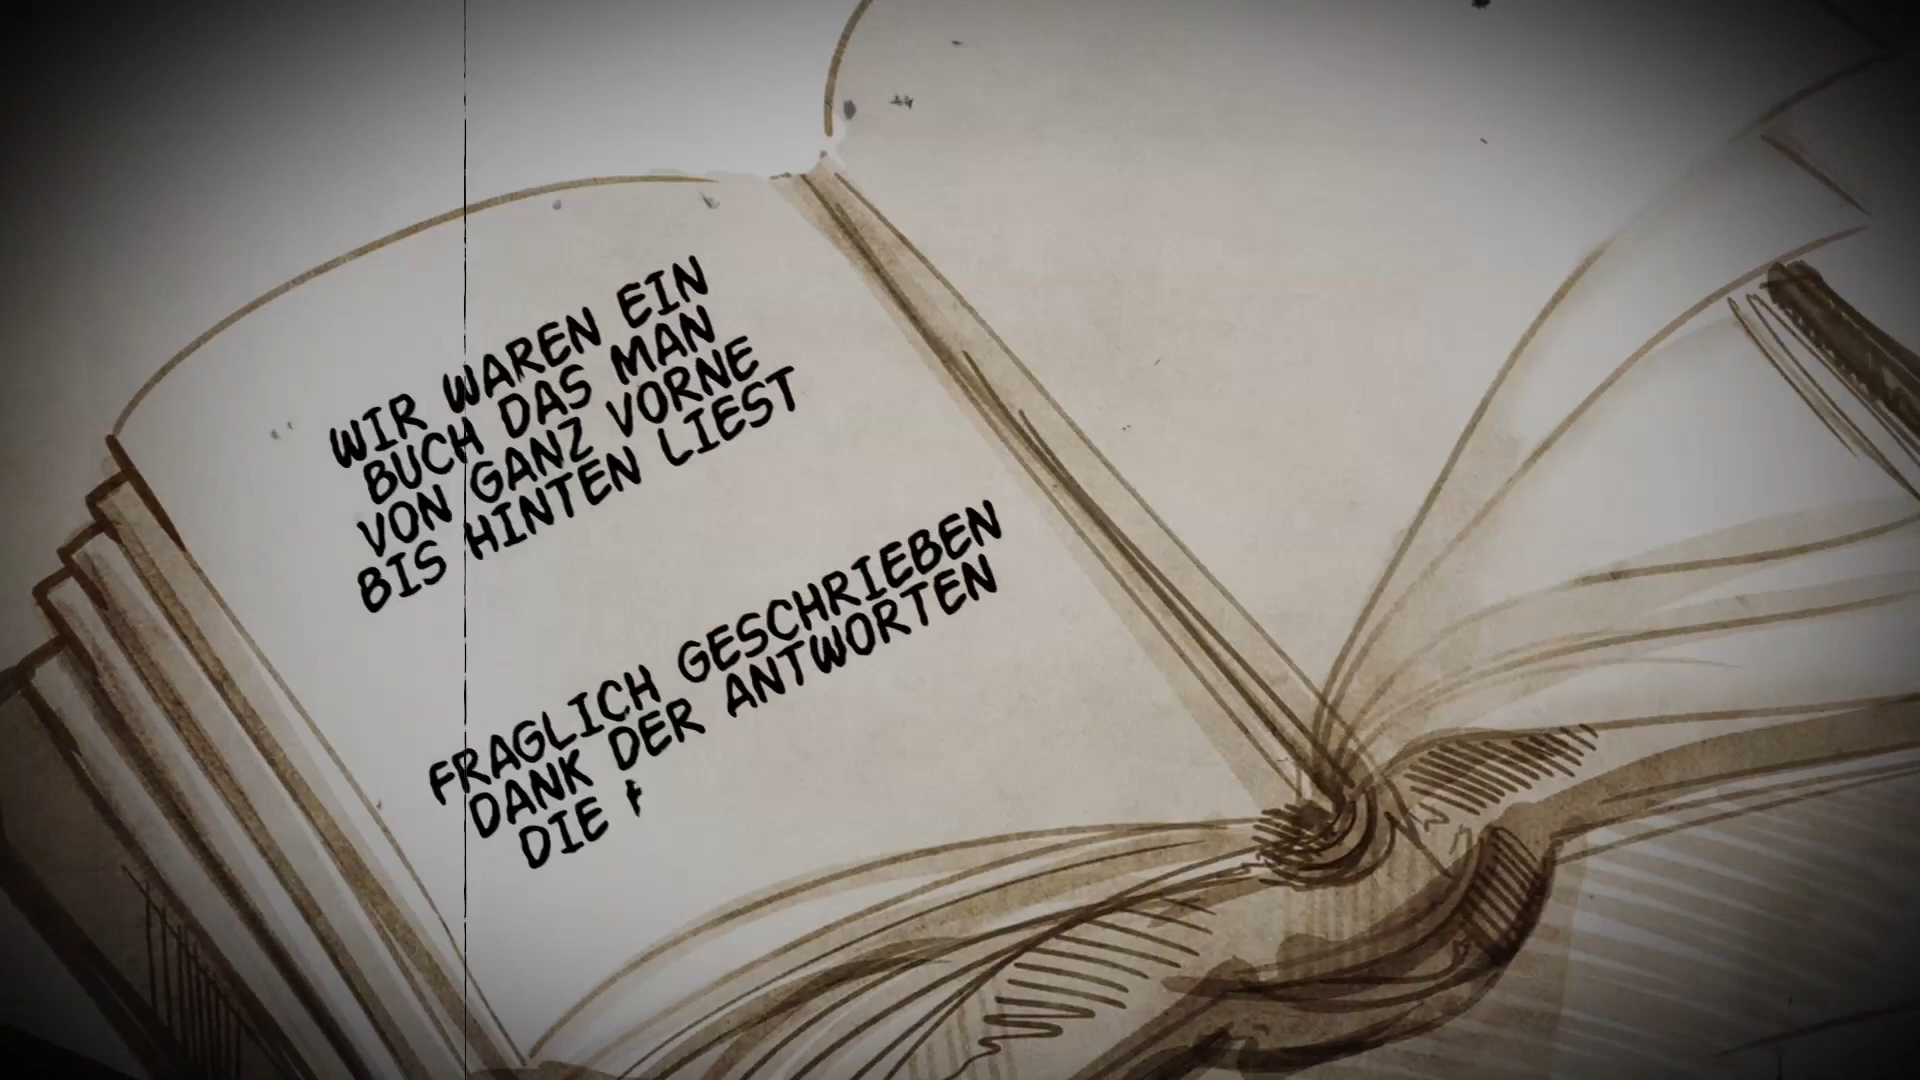 WIR WAREN EIN
BUCH DAS MAN
VON GANZ VORNE
BIS HINTEN LIEST
FRAGLICH GESCHRIEBEN
DANK DER ANTWORTEN
DIE